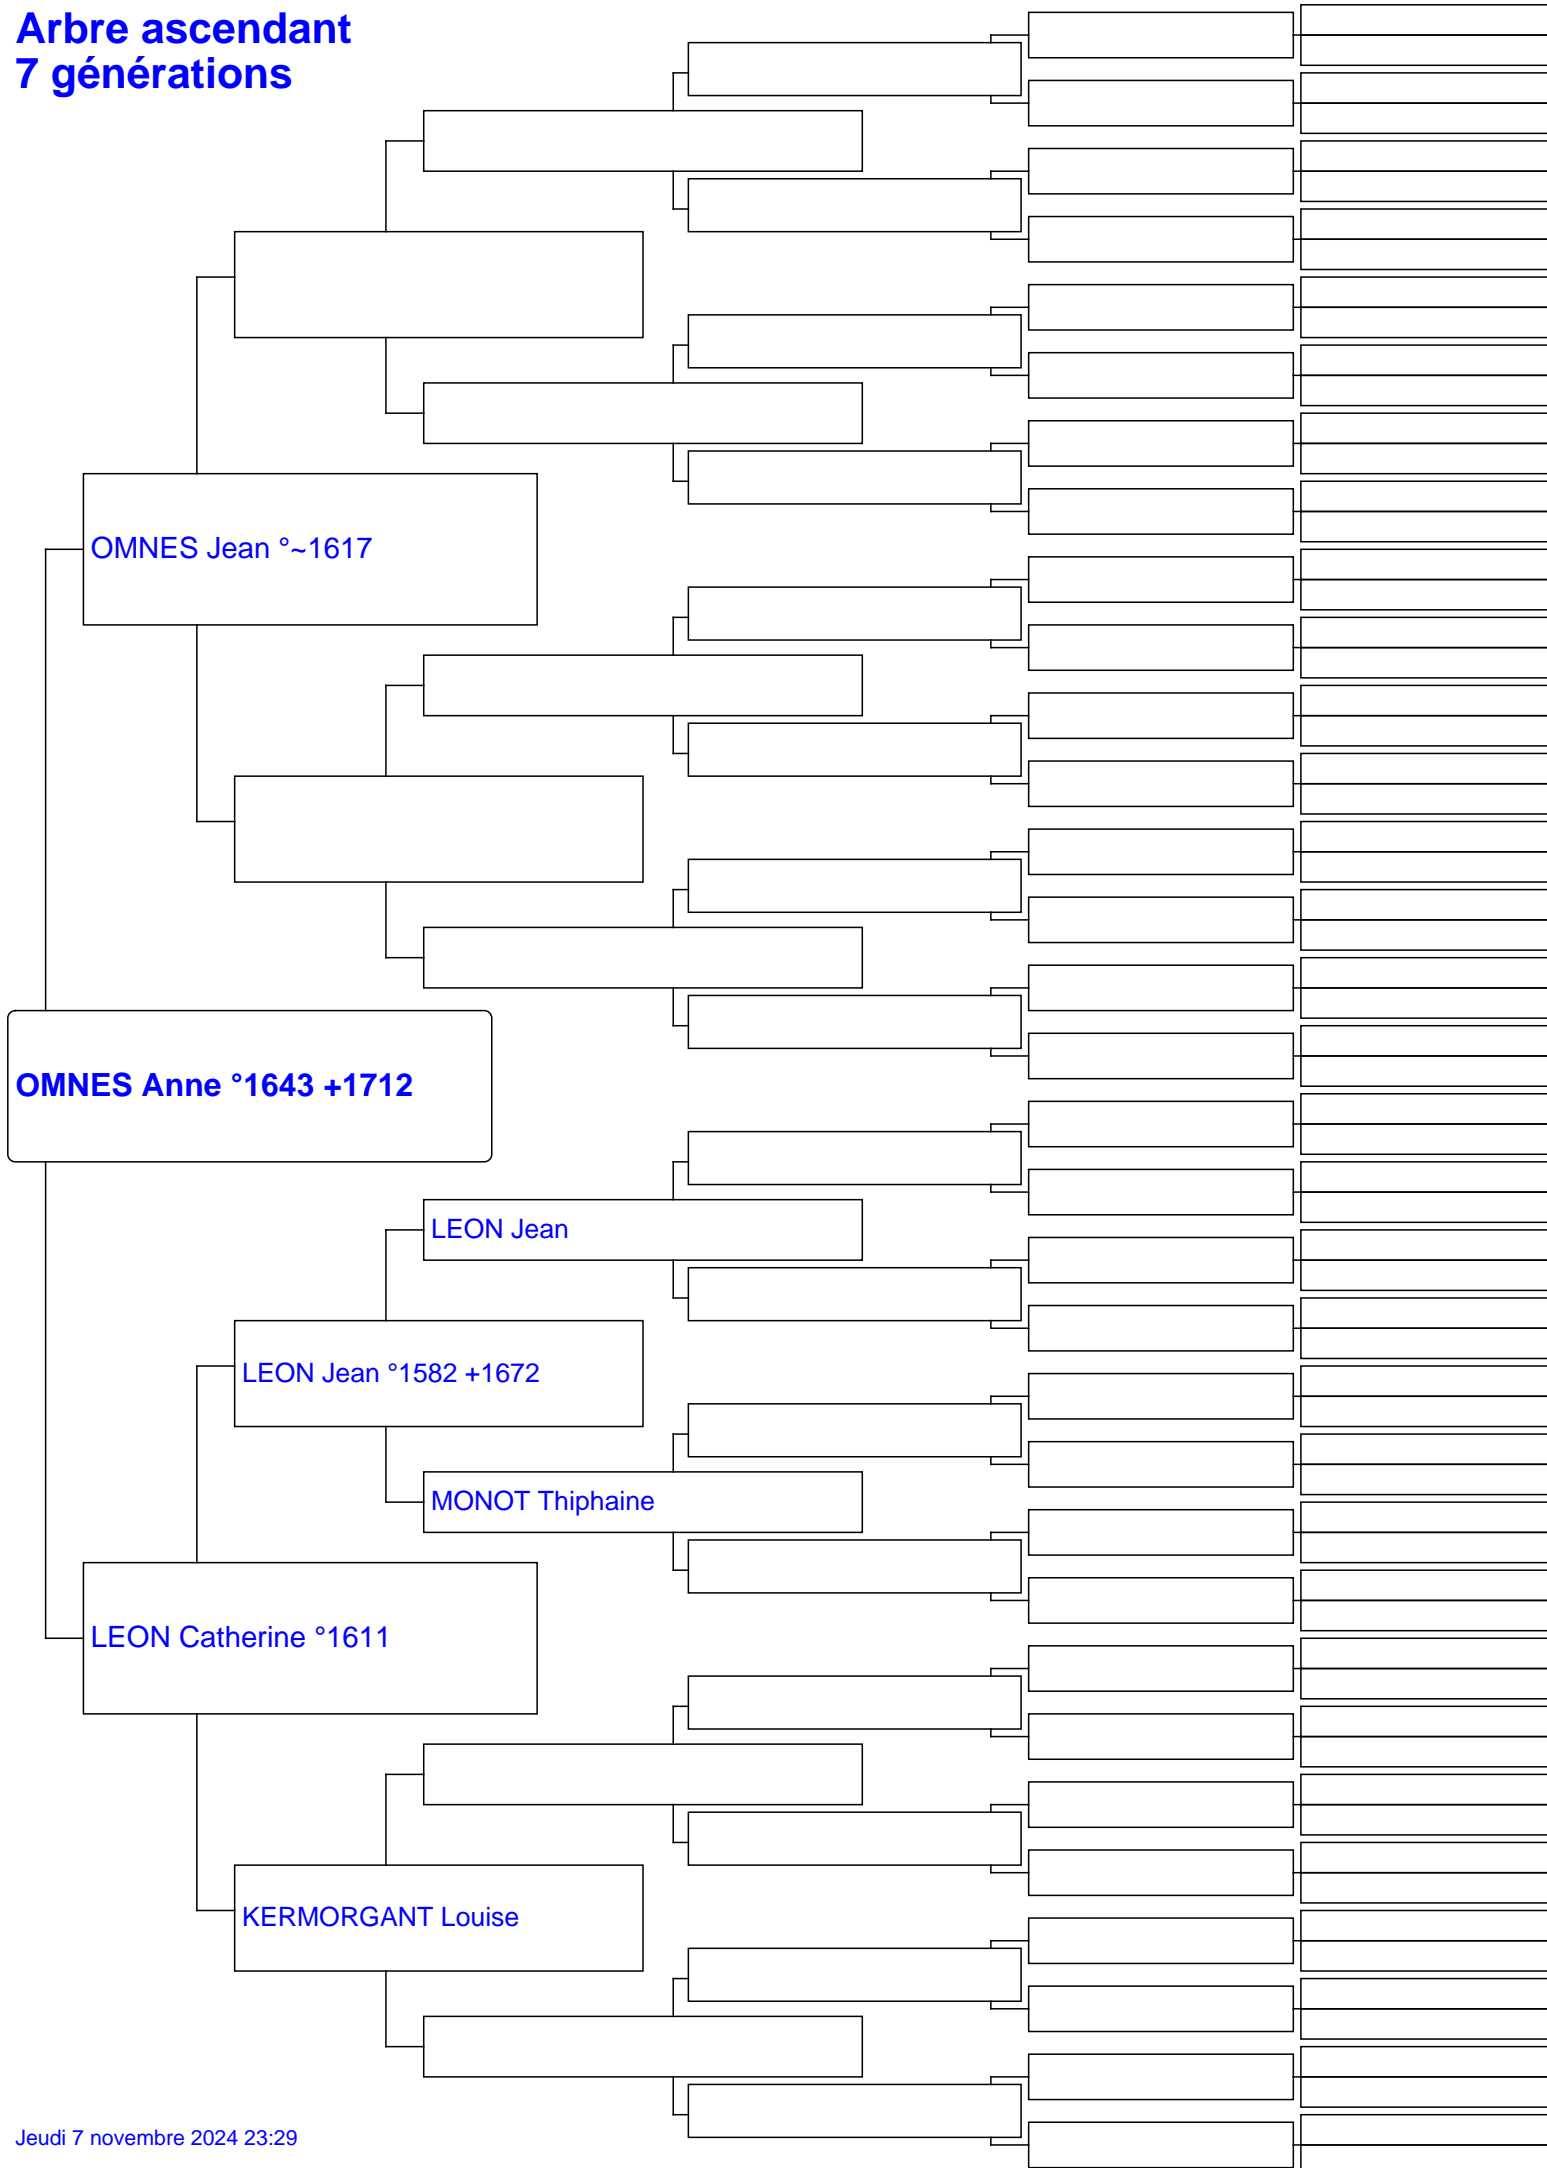 Arbre ascendant
7 générations
OMNES Jean °~1617
OMNES Anne °1643 +1712
LEON Jean
LEON Jean °1582 +1672
MONOT Thiphaine
LEON Catherine °1611
KERMORGANT Louise
Jeudi 7 novembre 2024 23:29